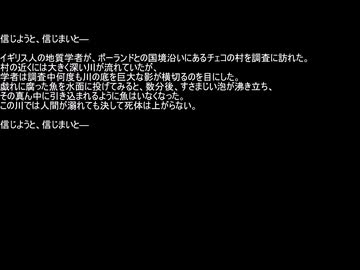 信じようと、信じまいと―
イギリス人の地質学者が、ポーランドとの国境沿いにあるチェコの村を調査に訪れた。
村の近くには大きく深い川が流れていたが、
学者は調査中何度も川の底を巨大な影が横切るのを目にした。
戯れに腐った魚を水面に投げてみると、数分後、すさまじい泡が沸き立ち、
その真ん中に引き込まれるように魚はいなくなった。
この川では人間が溺れても決して死体は上がらない。
信じようと、信じまいと―